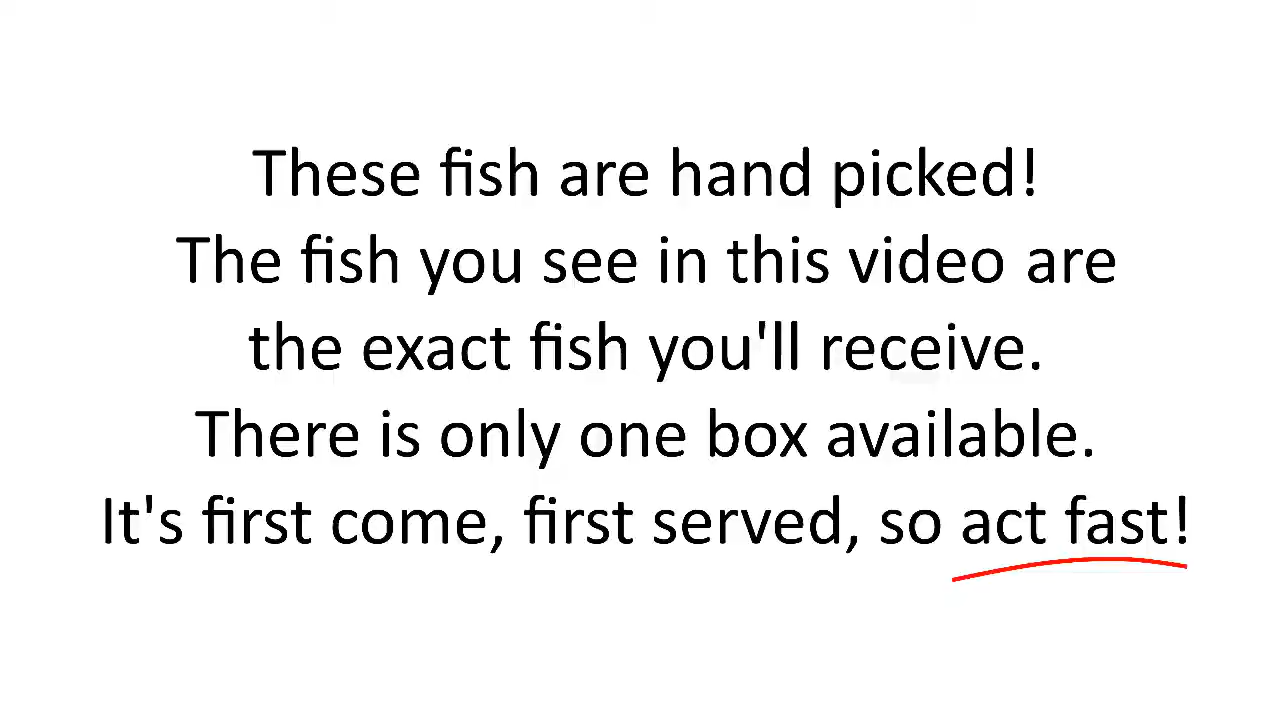 These fish are hand picked!
The fish you see in this video are
the exact fish you'll receive.
There is only one box available.
It's first come, first served, so act fast!